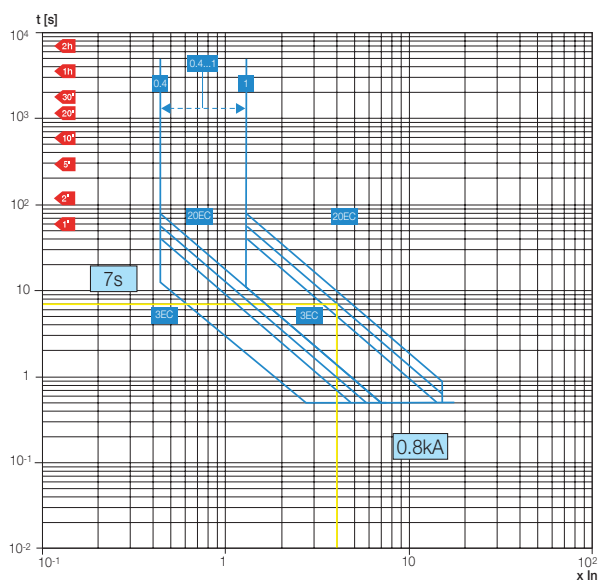 t [s]
10⁴
2h
1h
30'
20'
10³
10'
5'
10²
2'
1'
10
1
10⁻¹
10⁻²
0.4...1
0.4
1
20EC
20EC
7s
3EC
3EC
0.8kA
10⁻¹
1
10
10²
x In